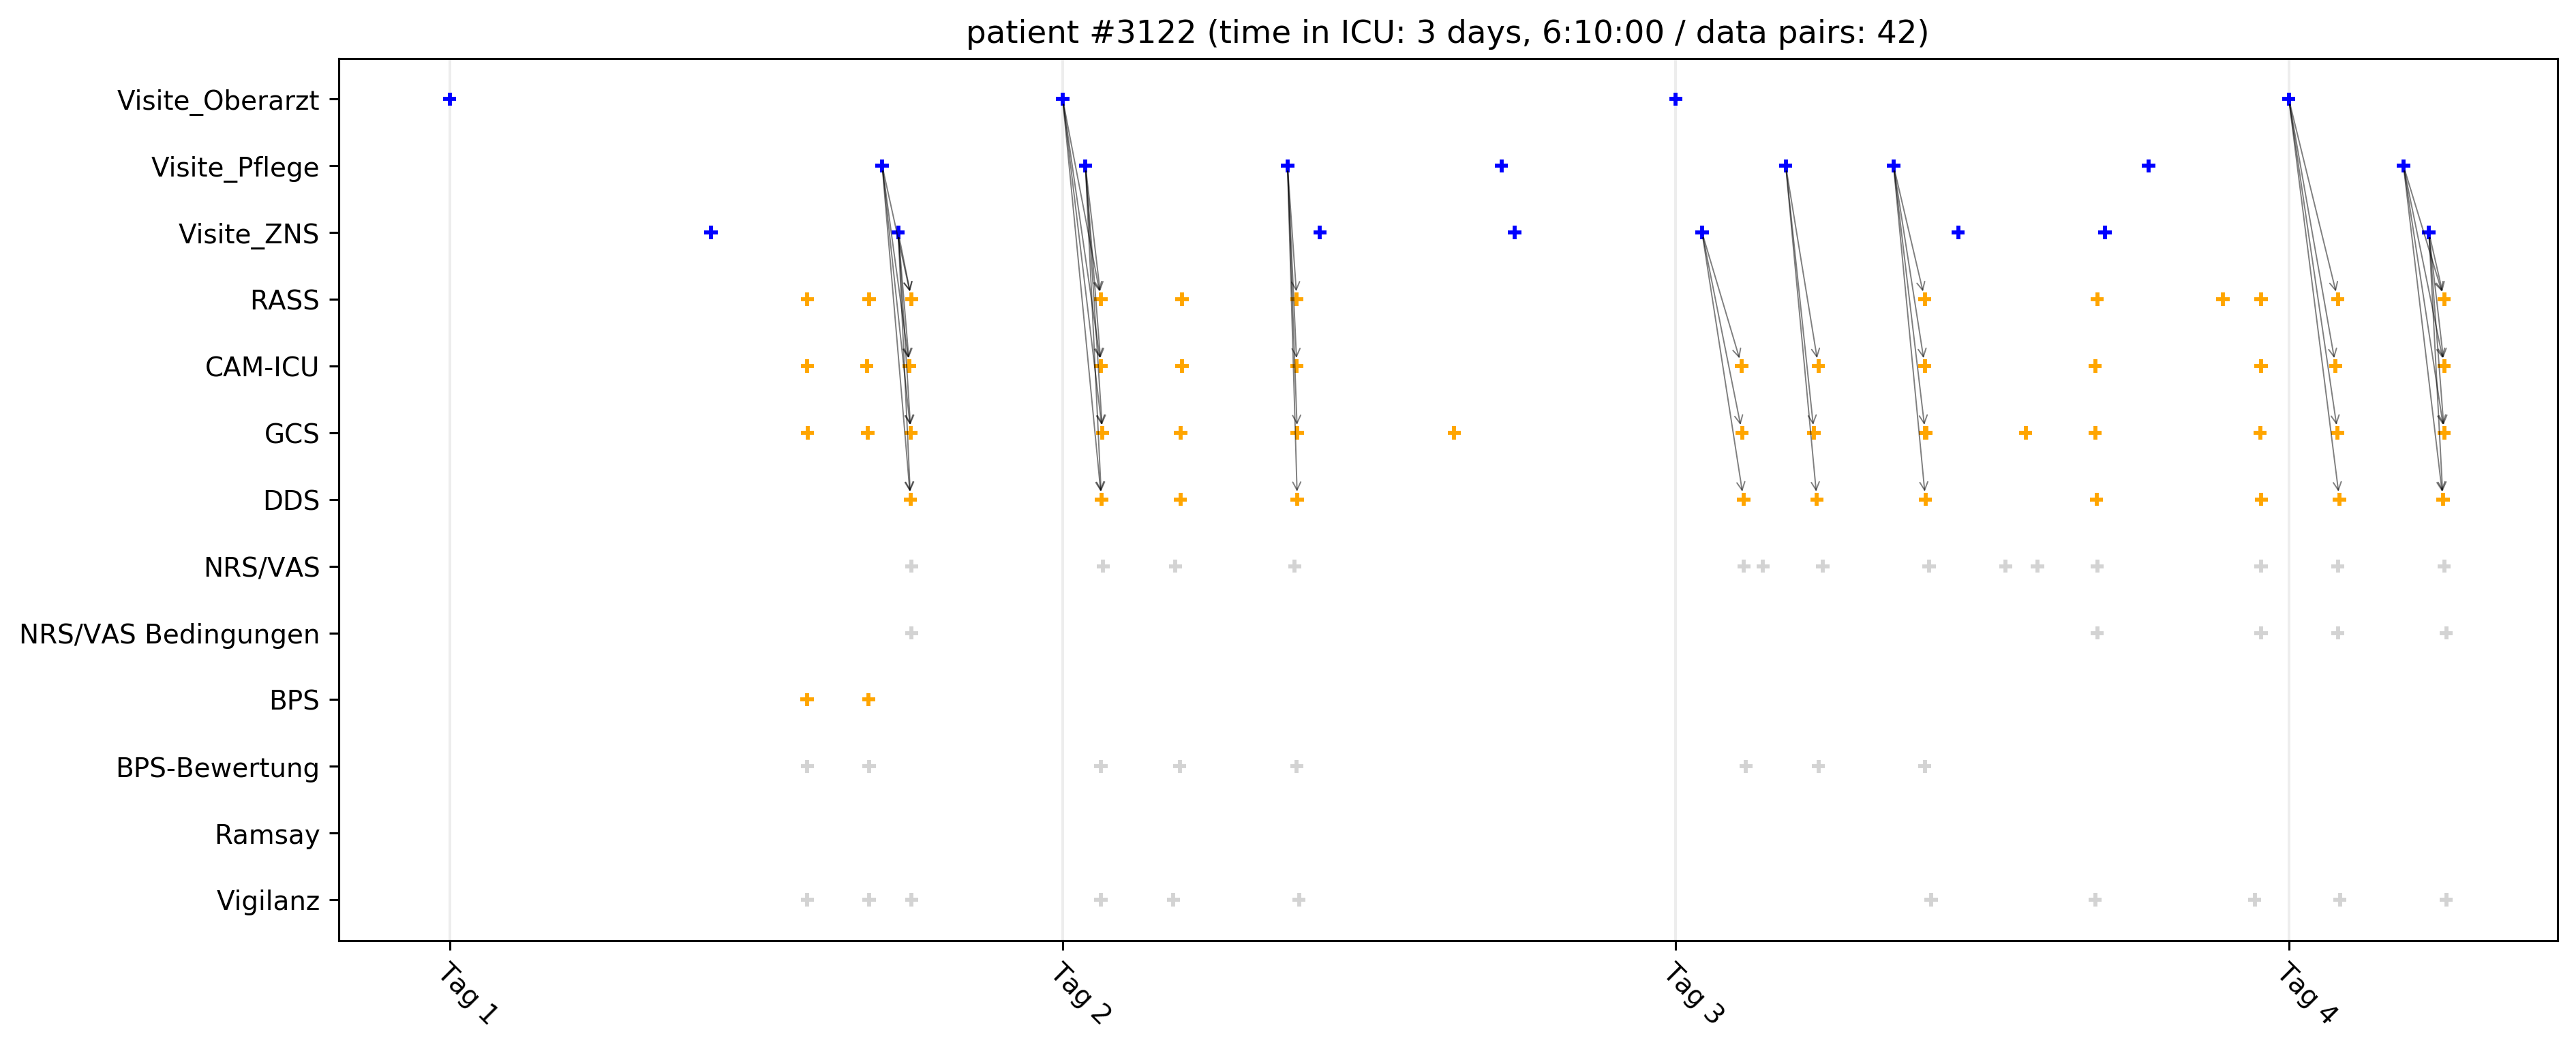 patient #3122 (time in ICU: 3 days, 6:10:00 / data pairs: 42)
Visite_Oberarzt
Visite_Pflege
Visite_ZNS
RASS
CAM-ICU
GCS
DDS
NRS/VAS
NRS/VAS Bedingungen
BPS
BPS-Bewertung
Ramsay
Vigilanz
Tag 1
Tag 2
Tag 3
Tag 4